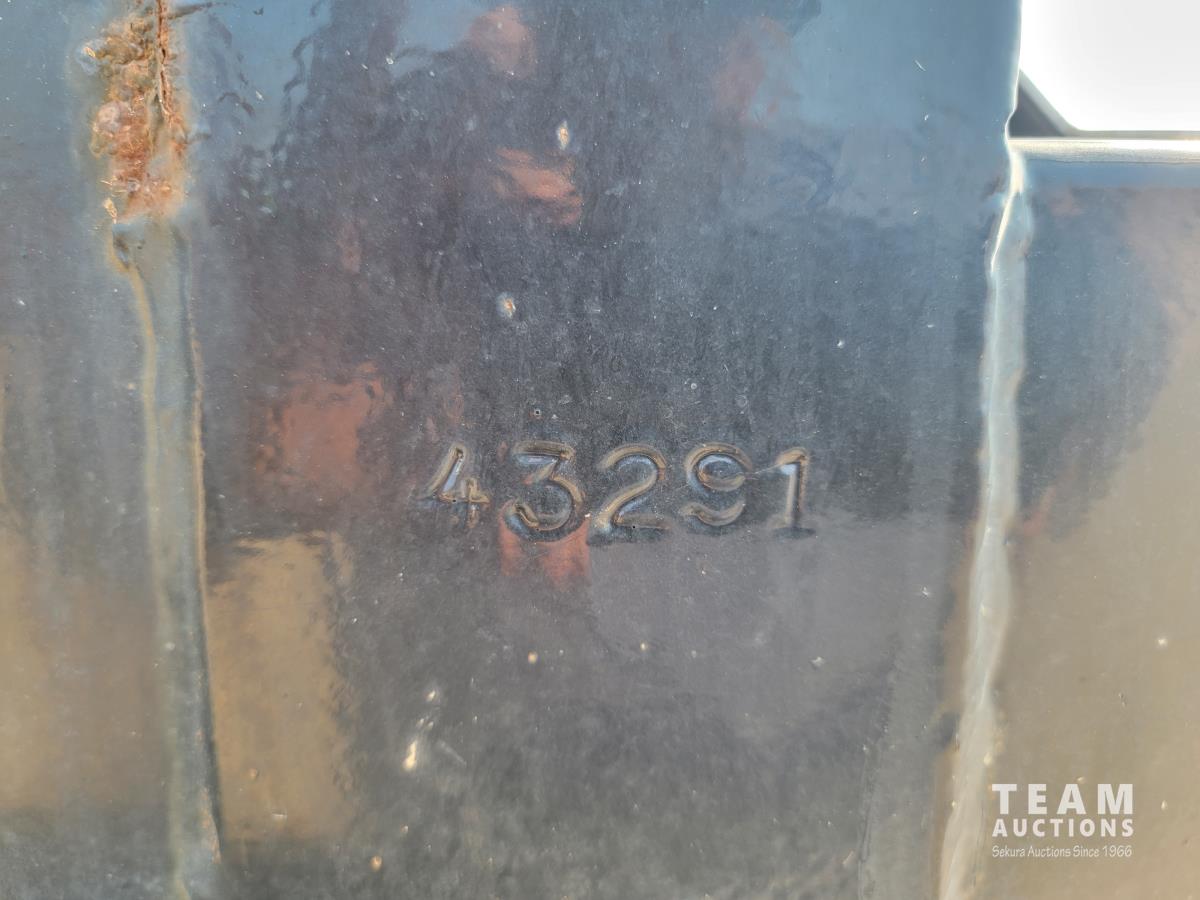 43291
TEAM
AUCTIONS
Sekura Auctions Since 1966